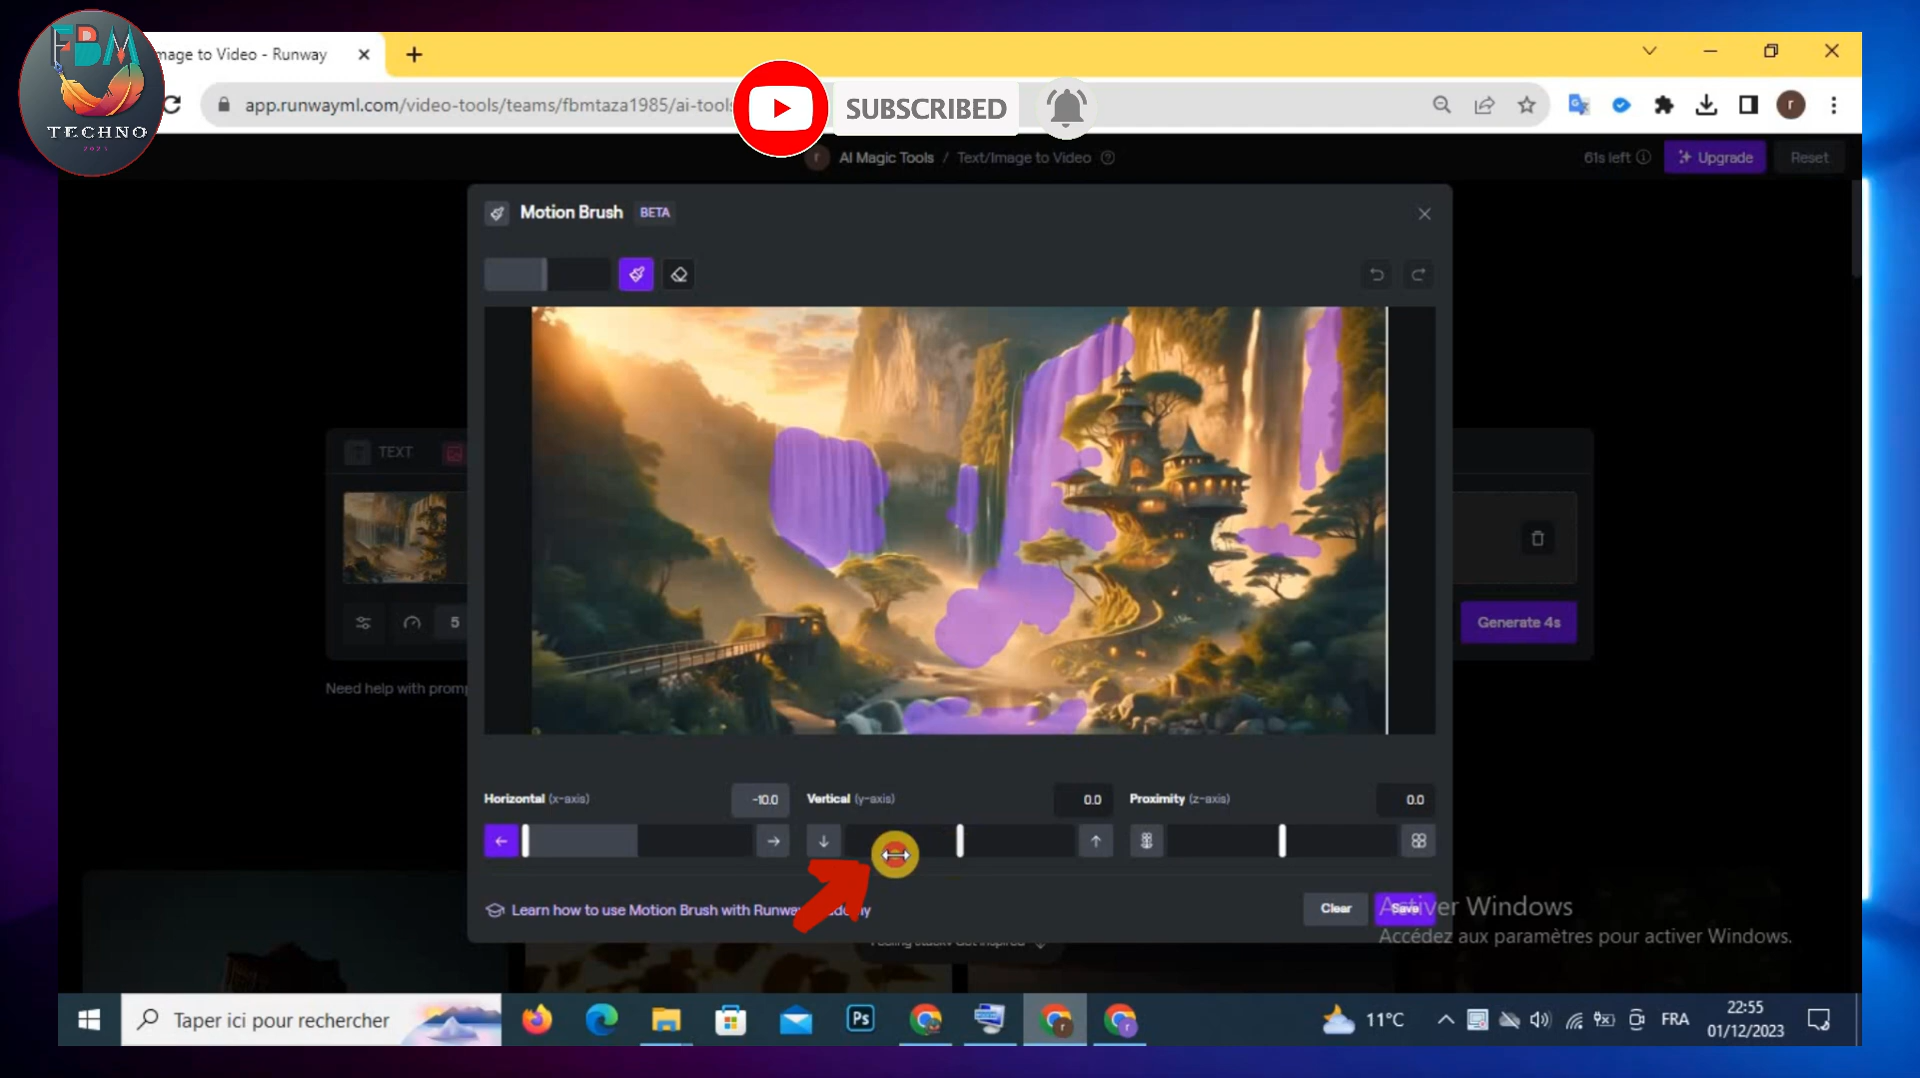 FBM
TECHNO
2023
mage to Video - Runway
app.runwayml.com/video-tools/teams/fbmtaza1985/ai-tools
SUBSCRIBED
r
r
AI Magic Tools / Text/Image to Video
61s left
Upgrade
Reset
Motion Brush BETA
TEXT
5
Need help with promp
Generate 4s
Horizontal (x-axis)
-10.0
Vertical (y-axis)
0.0
Proximity (z-axis)
0.0
Learn how to use Motion Brush with Runwa
Clear
Save
Activer Windows
Accédez aux paramètres pour activer Windows.
Taper ici pour rechercher
Ps
11°C
FRA
22:55
01/12/2023